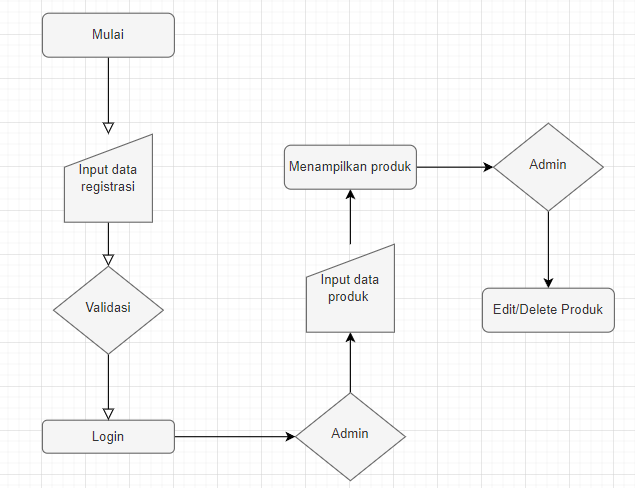 Mulai
Input data
registrasi
Validasi
Login
Admin
Input data
produk
Menampilkan produk
Admin
Edit/Delete Produk